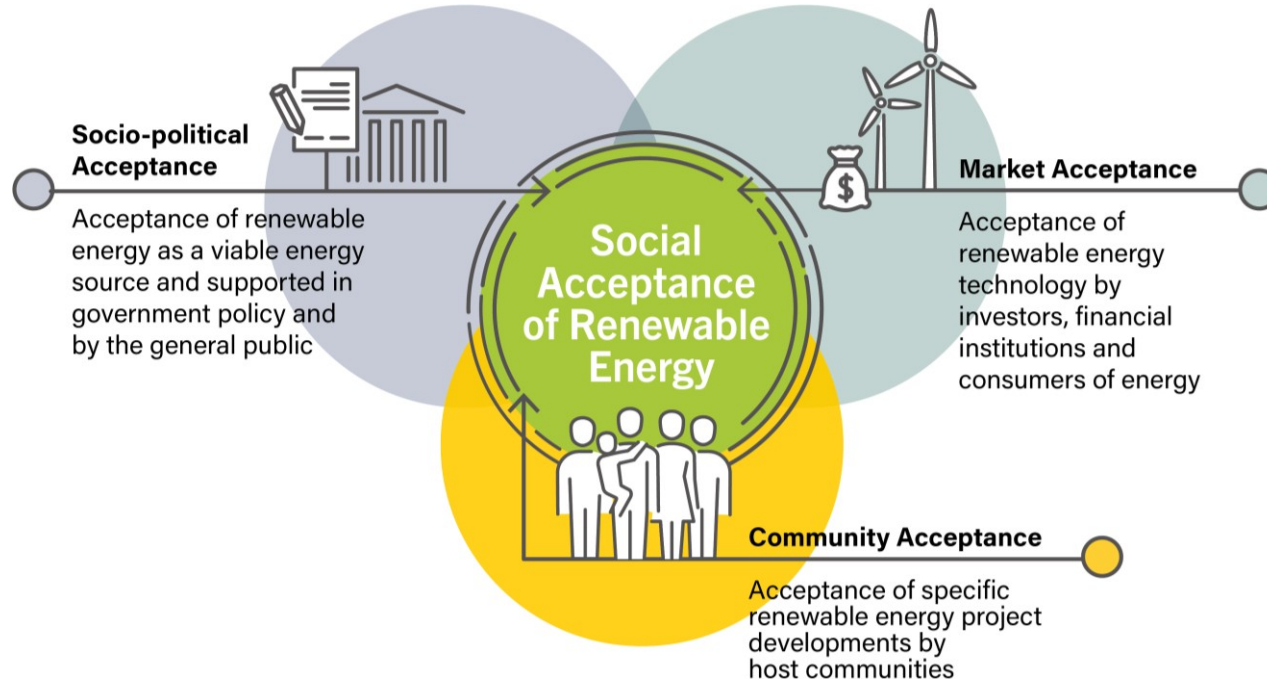 Socio-political
Acceptance
Acceptance of renewable
energy as a viable energy
source and supported in
government policy and
by the general public
Social
Acceptance
of Renewable
Energy
$
Market Acceptance
Acceptance of
renewable energy
technology by
investors, financial
institutions and
consumers of energy
Community Acceptance
Acceptance of specific
renewable energy project
developments by
host communities